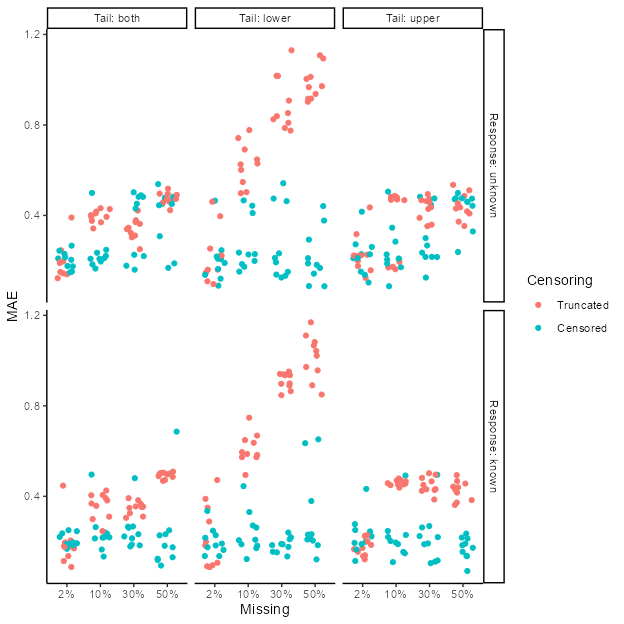 Tail: both
Tail: lower
Tail: upper
1.2
0.8
0.4
Response: unknown
MAE
1.2
0.8
0.4
Response: known
2%
10%
30%
50%
2%
10%
30%
50%
2%
10%
30%
50%
Missing
Censoring
Truncated
Censored